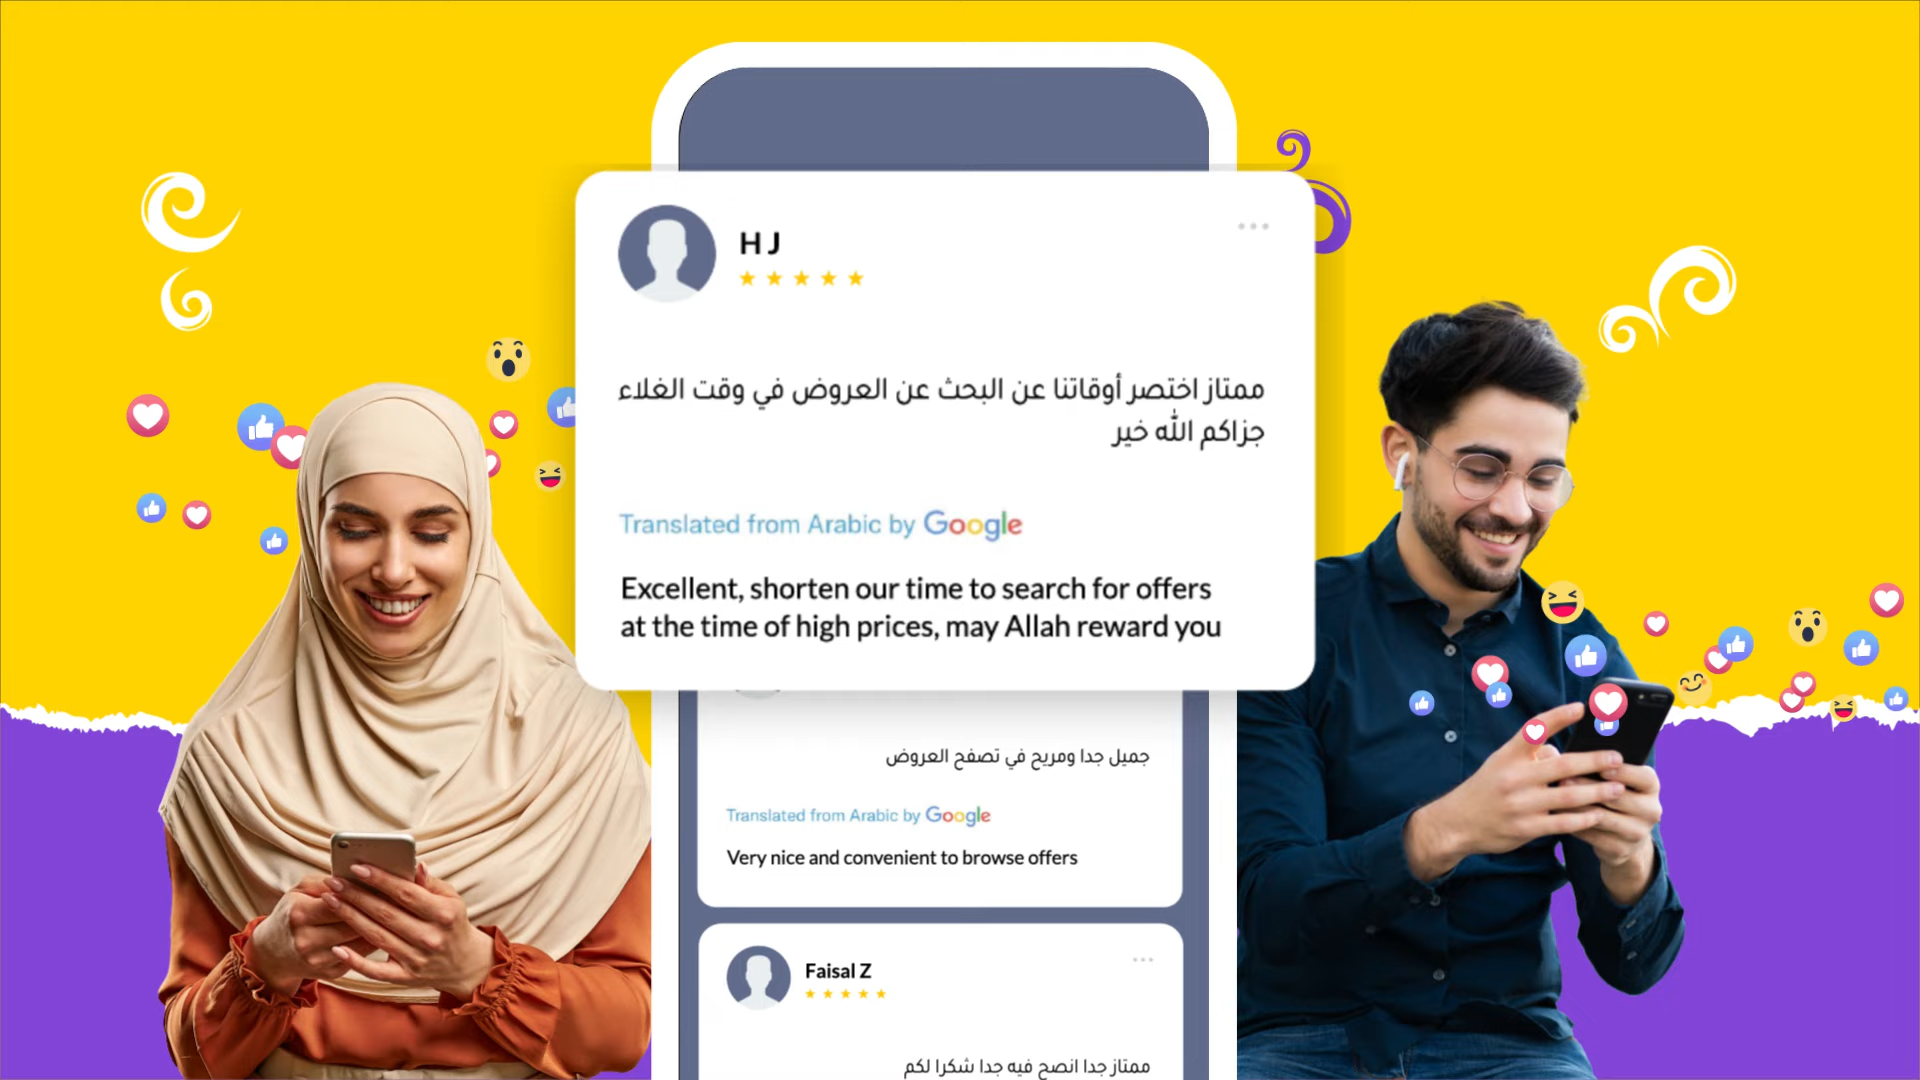 H J
ممتاز اختصر أوقاتنا عن البحث عن العروض في وقت الغلاء
جزاكم الله خير
Translated from Arabic by Google
Excellent, shorten our time to search for offers
at the time of high prices, may Allah reward you
جميل جدا ومريح في تصفح العروض
Translated from Arabic by Google
Very nice and convenient to browse offers
Faisal Z
ممتاز جدا انصح فيه جدا شكرا لكم